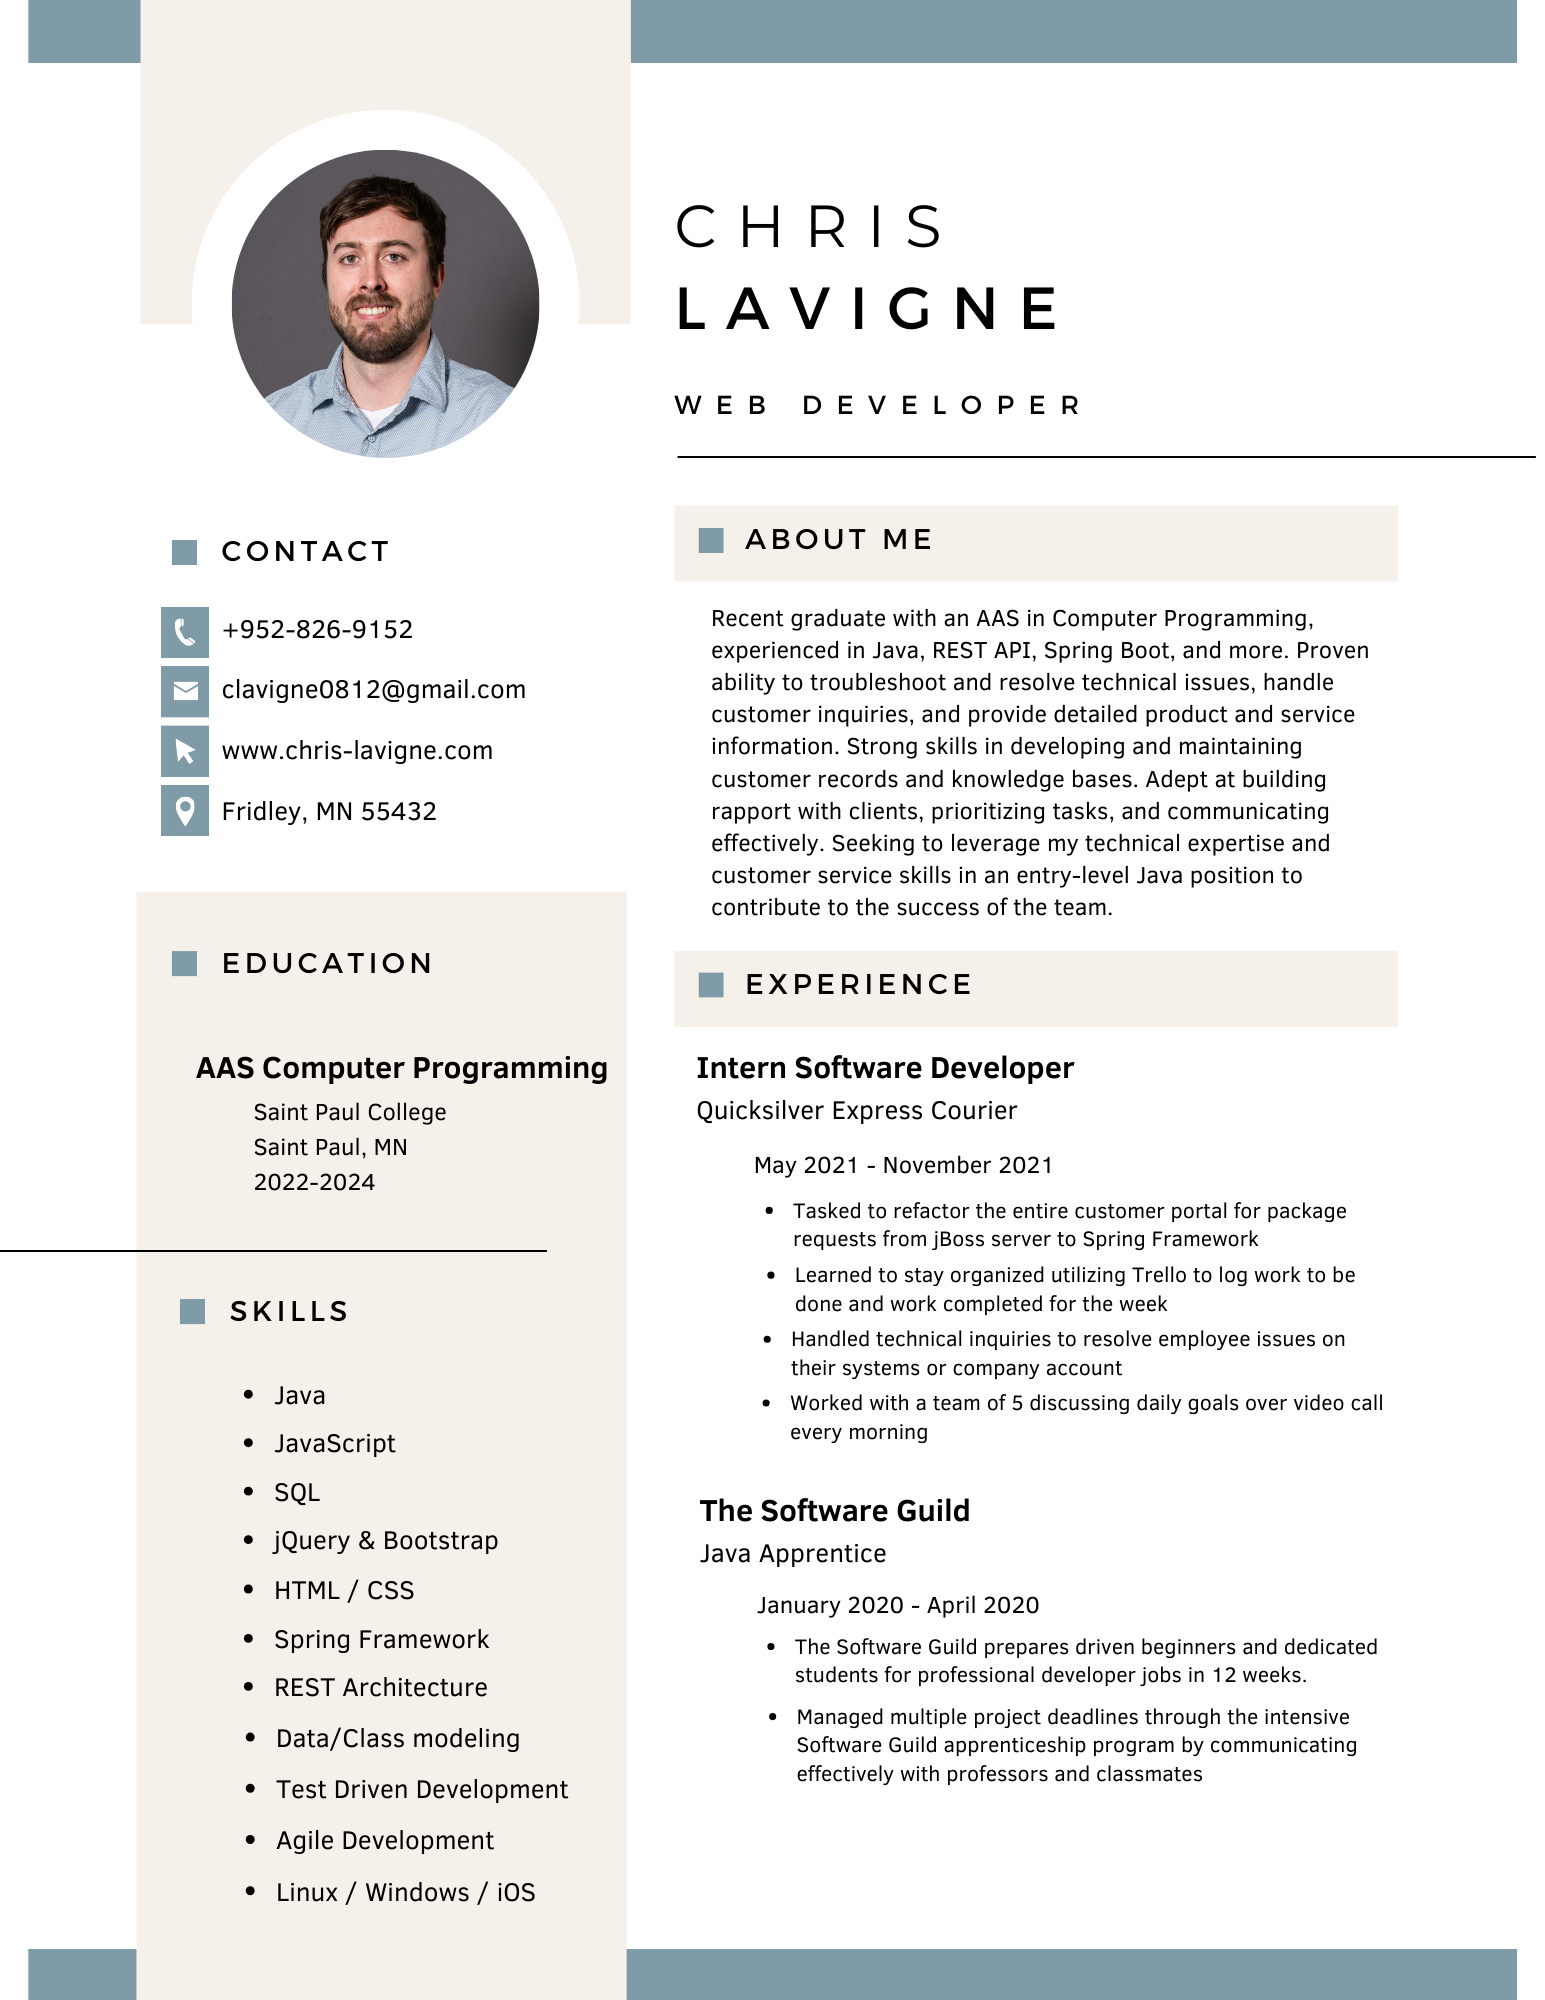 CHRIS
LAVIGNE
WEB DEVELOPER
CONTACT
+952-826-9152
clavigne0812@gmail.com
www.chris-lavigne.com
Fridley, MN 55432
EDUCATION
AAS Computer Programming
Saint Paul College
Saint Paul, MN
2022-2024
SKILLS
• Java
• JavaScript
• SQL
• jQuery & Bootstrap
• HTML / CSS
• Spring Framework
• REST Architecture
• Data/Class modeling
• Test Driven Development
• Agile Development
• Linux / Windows / iOS
ABOUT ME
Recent graduate with an AAS in Computer Programming,
experienced in Java, REST API, Spring Boot, and more. Proven
ability to troubleshoot and resolve technical issues, handle
customer inquiries, and provide detailed product and service
information. Strong skills in developing and maintaining
customer records and knowledge bases. Adept at building
rapport with clients, prioritizing tasks, and communicating
effectively. Seeking to leverage my technical expertise and
customer service skills in an entry-level Java position to
contribute to the success of the team.
EXPERIENCE
Intern Software Developer
Quicksilver Express Courier
May 2021 - November 2021
• Tasked to refactor the entire customer portal for package
requests from jBoss server to Spring Framework
• Learned to stay organized utilizing Trello to log work to be
done and work completed for the week
• Handled technical inquiries to resolve employee issues on
their systems or company account
• Worked with a team of 5 discussing daily goals over video call
every morning
The Software Guild
Java Apprentice
January 2020 - April 2020
• The Software Guild prepares driven beginners and dedicated
students for professional developer jobs in 12 weeks.
• Managed multiple project deadlines through the intensive
Software Guild apprenticeship program by communicating
effectively with professors and classmates